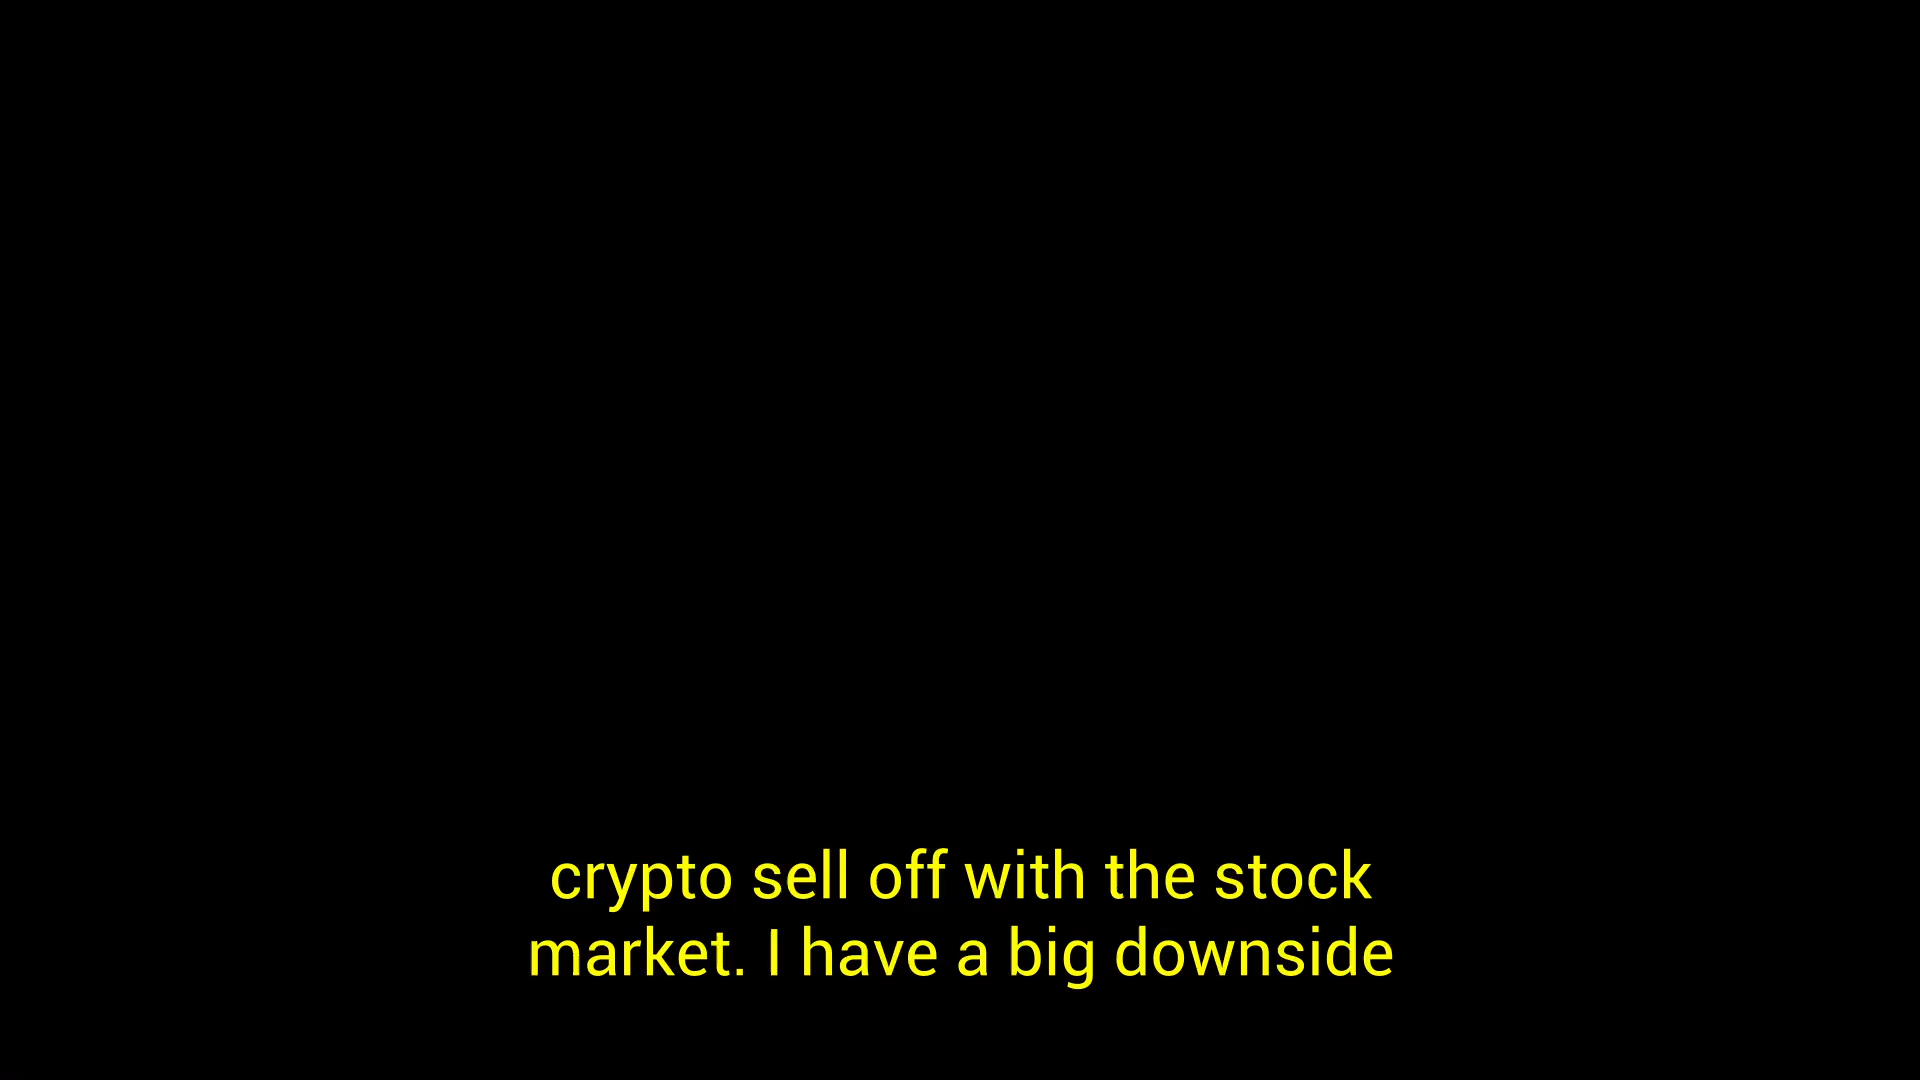 crypto sell off with the stock
market. I have a big downside